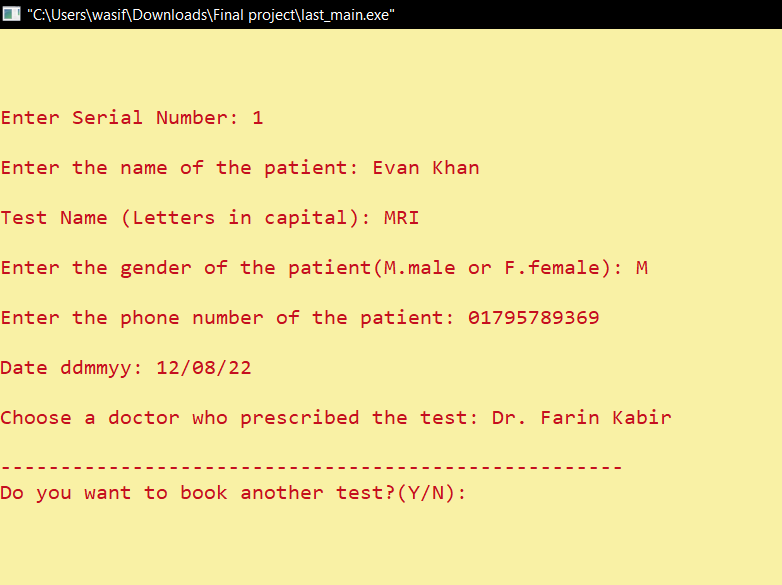 "C:\Users\wasif\Downloads\Final project\last_main.exe"
Enter Serial Number: 1
Enter the name of the patient: Evan Khan
Test Name (Letters in capital): MRI
Enter the gender of the patient(M.male or F.female): M
Enter the phone number of the patient: 01795789369
Date ddmmyy: 12/08/22
Choose a doctor who prescribed the test: Dr. Farin Kabir
----------------------------------------------------
Do you want to book another test?(Y/N):